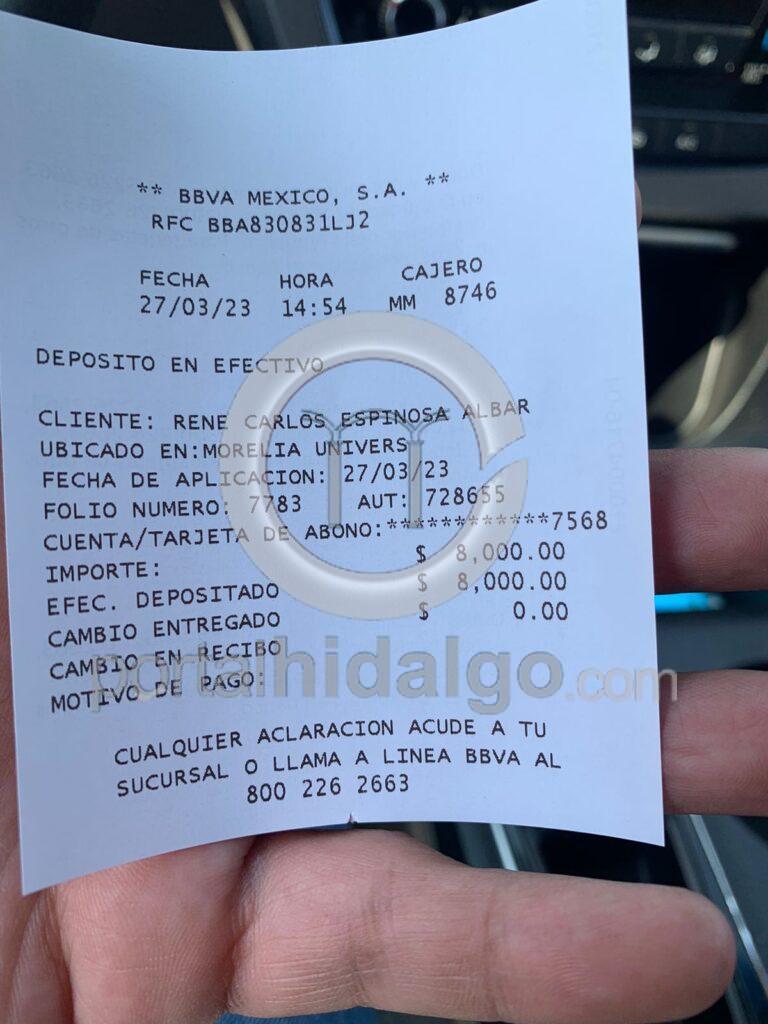 ** BBVA MEXICO, S.A. **
RFC BBA830831LJ2
FECHA HORA CAJERO
27/03/23 14:54 MM 8746
DEPOSITO EN EFECTIVO
CLIENTE: RENE CARLOS ESPINOSA ALBAR
UBICADO EN:MORELIA UNIVERS
FECHA DE APLICACION: 27/03/23
FOLIO NUMERO: 7783 AUT: 728655
CUENTA/TARJETA DE ABONO:************7568
IMPORTE: $ 8,000.00
EFEC. DEPOSITADO $ 8,000.00
CAMBIO ENTREGADO $ 0.00
CAMBIO EN RECIBO
MOTIVO DE PAGO:
portalhidalgo.com
CUALQUIER ACLARACION ACUDE A TU
SUCURSAL O LLAMA A LINEA BBVA AL
800 226 2663